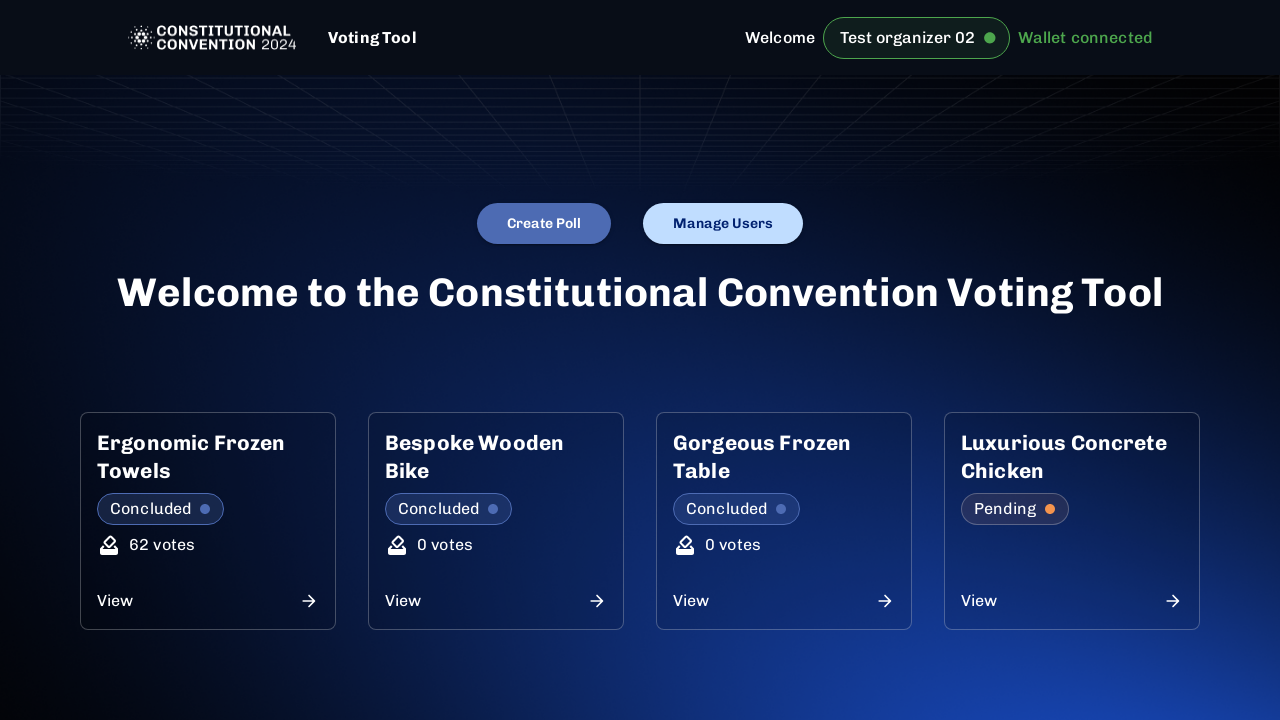 CONSTITUTIONAL
CONVENTION 2024
Voting Tool
Welcome
Test organizer 02
Wallet connected
Create Poll
Manage Users
Welcome to the Constitutional Convention Voting Tool
Ergonomic Frozen
Towels
Concluded
62 votes
View
Bespoke Wooden
Bike
Concluded
0 votes
View
Gorgeous Frozen
Table
Concluded
0 votes
View
Luxurious Concrete
Chicken
Pending
View